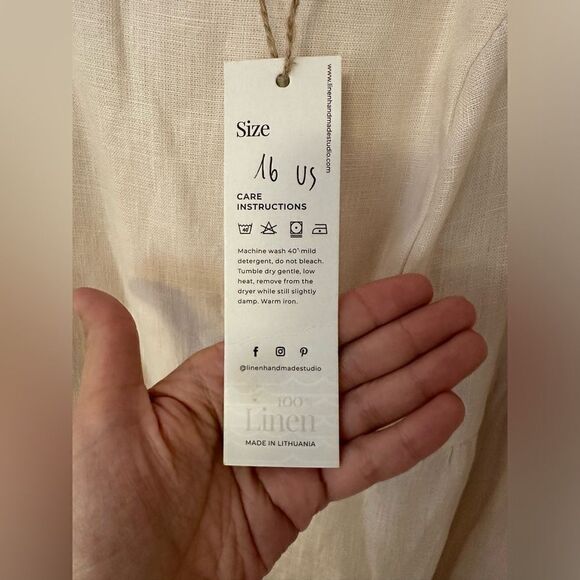 www.linenhandmadestudio.com
Size
16 US
CARE
INSTRUCTIONS
40
Machine wash 40° mild
detergent, do not bleach.
Tumble dry gentle, low
heat, remove from the
dryer while still slightly
damp. Warm iron.
@linenhandmadestudio
100%
Linen
MADE IN LITHUANIA